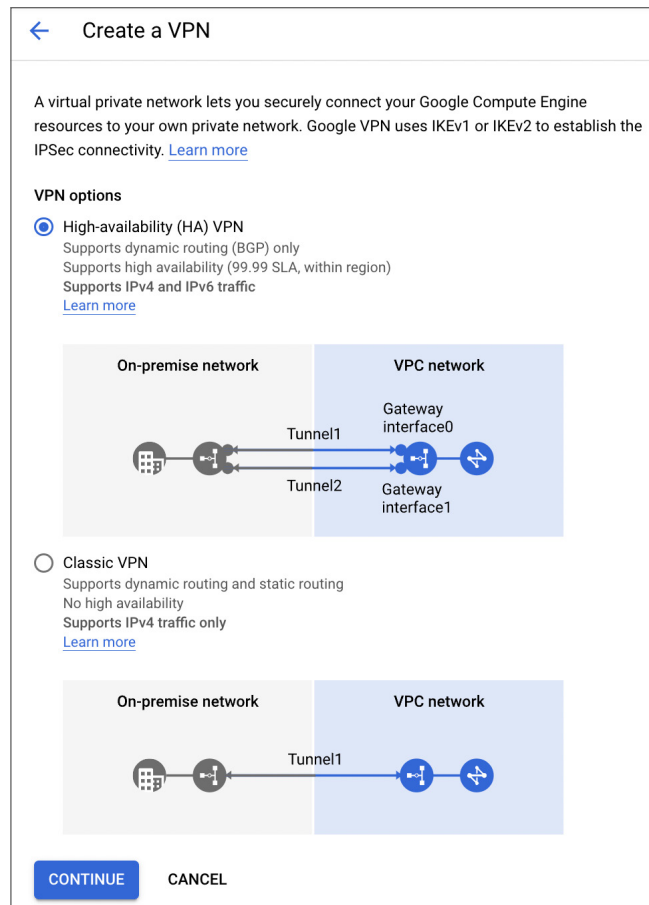 Create a VPN
A virtual private network lets you securely connect your Google Compute Engine
resources to your own private network. Google VPN uses IKEv1 or IKEv2 to establish the
IPSec connectivity. Learn more
VPN options
High-availability (HA) VPN
Supports dynamic routing (BGP) only
Supports high availability (99.99 SLA, within region)
Supports IPv4 and IPv6 traffic
Learn more
On-premise network
VPC network
Gateway
interface0
Tunnel1
Tunnel2
Gateway
interface1
Classic VPN
Supports dynamic routing and static routing
No high availability
Supports IPv4 traffic only
Learn more
On-premise network
VPC network
Tunnel1
CONTINUE
CANCEL